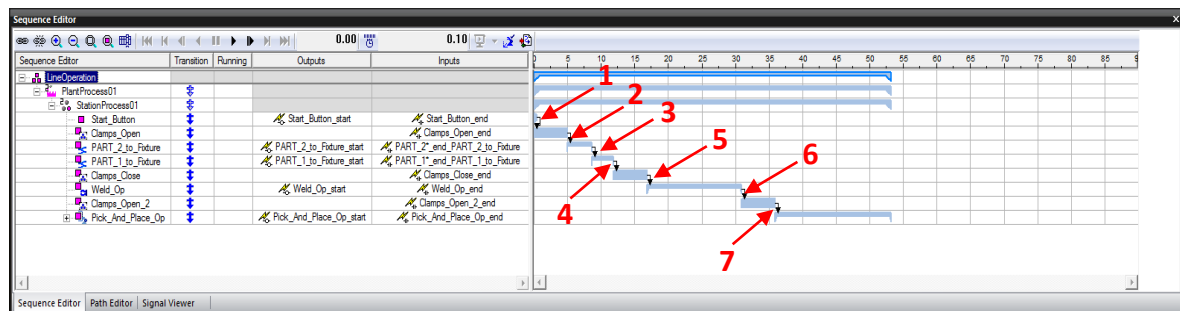 Sequence Editor x
0.00 0.10
Sequence Editor Transition Running Outputs Inputs 0 5 10 15 20 25 30 35 40 45 50 55 60 65 70 75 80 85 9
LineOperation
PlantProcess01
StationProcess01
Start_Button Start_Button_start Start_Button_end
Clamps_Open Clamps_Open_end
PART_2_to_Fixture PART_2_to_Fixture_start PART_2"_end_PART_2_to_Fixture
PART_1_to_Fixture PART_1_to_Fixture_start PART_1"_end_PART_1_to_Fixture
Clamps_Close Clamps_Close_end
Weld_Op Weld_Op_start Weld_Op_end
Clamps_Open_2 Clamps_Open_2_end
Pick_And_Place_Op Pick_And_Place_Op_start Pick_And_Place_Op_end
1
2
3
4
5
6
7
Sequence Editor Path Editor Signal Viewer